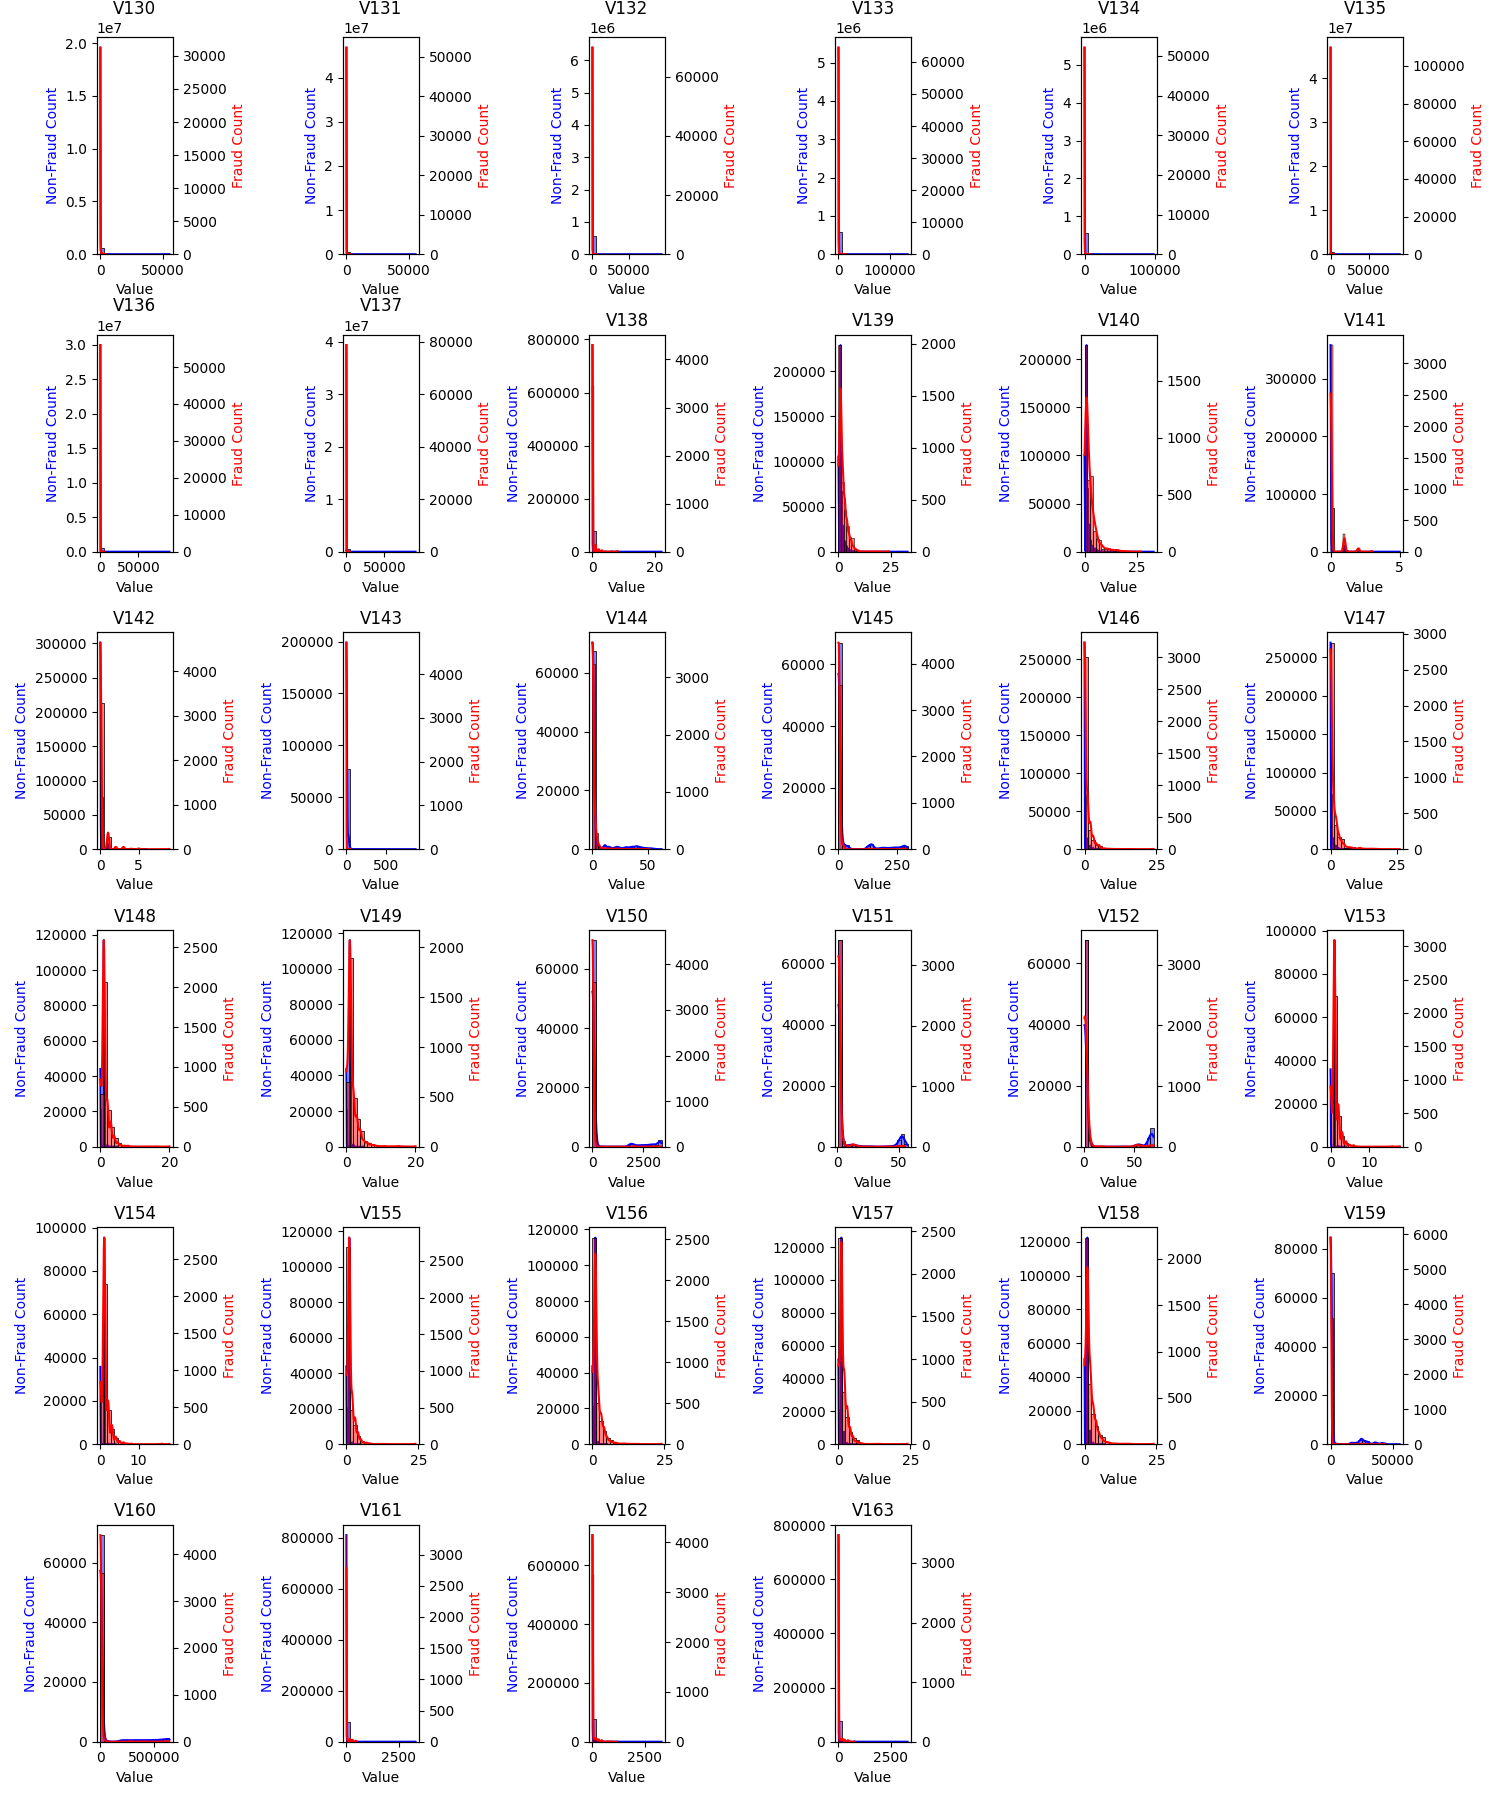 V130
1e7
2.0 1.5 1.0 0.5 0.0
Non-Fraud Count
30000 25000 20000 15000 10000 5000 0
Fraud Count
0 50000
Value
V131
1e7
4 3 2 1 0
Non-Fraud Count
50000 40000 30000 20000 10000 0
Fraud Count
0 50000
Value
V132
1e6
6 5 4 3 2 1 0
Non-Fraud Count
60000 40000 20000 0
Fraud Count
0 50000
Value
V133
1e6
5 4 3 2 1 0
Non-Fraud Count
60000 50000 40000 30000 20000 10000 0
Fraud Count
0 100000
Value
V134
1e6
5 4 3 2 1 0
Non-Fraud Count
50000 40000 30000 20000 10000 0
Fraud Count
0 100000
Value
V135
1e7
4 3 2 1 0
Non-Fraud Count
100000 80000 60000 40000 20000 0
Fraud Count
0 50000
Value
V136
1e7
3.0 2.5 2.0 1.5 1.0 0.5 0.0
Non-Fraud Count
50000 40000 30000 20000 10000 0
Fraud Count
0 50000
Value
V137
1e7
4 3 2 1 0
Non-Fraud Count
80000 60000 40000 20000 0
Fraud Count
0 50000
Value
V138
800000 600000 400000 200000 0
Non-Fraud Count
4000 3000 2000 1000 0
Fraud Count
0 20
Value
V139
200000 150000 100000 50000 0
Non-Fraud Count
2000 1500 1000 500 0
Fraud Count
0 25
Value
V140
200000 150000 100000 50000 0
Non-Fraud Count
1500 1000 500 0
Fraud Count
0 25
Value
V141
300000 200000 100000 0
Non-Fraud Count
3000 2500 2000 1500 1000 500 0
Fraud Count
0 5
Value
V142
300000 250000 200000 150000 100000 50000 0
Non-Fraud Count
4000 3000 2000 1000 0
Fraud Count
0 5
Value
V143
200000 150000 100000 50000 0
Non-Fraud Count
4000 3000 2000 1000 0
Fraud Count
0 500
Value
V144
60000 40000 20000 0
Non-Fraud Count
3000 2000 1000 0
Fraud Count
0 50
Value
V145
60000 40000 20000 0
Non-Fraud Count
4000 3000 2000 1000 0
Fraud Count
0 250
Value
V146
250000 200000 150000 100000 50000 0
Non-Fraud Count
3000 2500 2000 1500 1000 500 0
Fraud Count
0 25
Value
V147
250000 200000 150000 100000 50000 0
Non-Fraud Count
3000 2500 2000 1500 1000 500 0
Fraud Count
0 25
Value
V148
120000 100000 80000 60000 40000 20000 0
Non-Fraud Count
2500 2000 1500 1000 500 0
Fraud Count
0 20
Value
V149
120000 100000 80000 60000 40000 20000 0
Non-Fraud Count
2000 1500 1000 500 0
Fraud Count
0 20
Value
V150
60000 40000 20000 0
Non-Fraud Count
4000 3000 2000 1000 0
Fraud Count
0 2500
Value
V151
60000 40000 20000 0
Non-Fraud Count
3000 2000 1000 0
Fraud Count
0 50
Value
V152
60000 40000 20000 0
Non-Fraud Count
3000 2000 1000 0
Fraud Count
0 50
Value
V153
100000 80000 60000 40000 20000 0
Non-Fraud Count
3000 2500 2000 1500 1000 500 0
Fraud Count
0 10
Value
V154
100000 80000 60000 40000 20000 0
Non-Fraud Count
2500 2000 1500 1000 500 0
Fraud Count
0 10
Value
V155
120000 100000 80000 60000 40000 20000 0
Non-Fraud Count
2500 2000 1500 1000 500 0
Fraud Count
0 25
Value
V156
120000 100000 80000 60000 40000 20000 0
Non-Fraud Count
2500 2000 1500 1000 500 0
Fraud Count
0 25
Value
V157
120000 100000 80000 60000 40000 20000 0
Non-Fraud Count
2500 2000 1500 1000 500 0
Fraud Count
0 25
Value
V158
120000 100000 80000 60000 40000 20000 0
Non-Fraud Count
2000 1500 1000 500 0
Fraud Count
0 25
Value
V159
80000 60000 40000 20000 0
Non-Fraud Count
6000 5000 4000 3000 2000 1000 0
Fraud Count
0 50000
Value
V160
60000 40000 20000 0
Non-Fraud Count
4000 3000 2000 1000 0
Fraud Count
0 500000
Value
V161
800000 600000 400000 200000 0
Non-Fraud Count
3000 2500 2000 1500 1000 500 0
Fraud Count
0 2500
Value
V162
600000 400000 200000 0
Non-Fraud Count
4000 3000 2000 1000 0
Fraud Count
0 2500
Value
V163
800000 600000 400000 200000 0
Non-Fraud Count
3000 2000 1000 0
Fraud Count
0 2500
Value